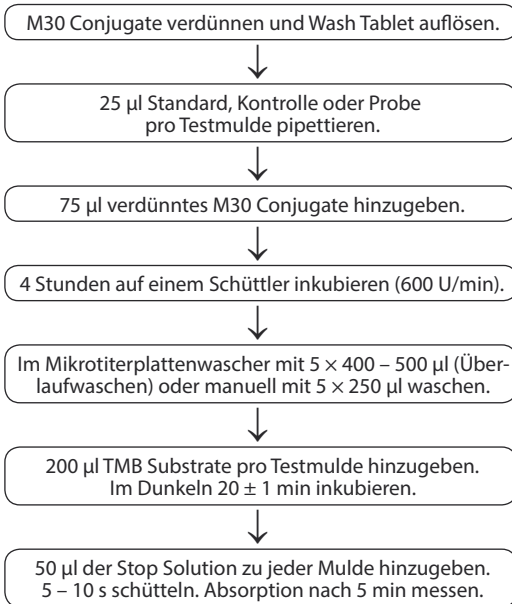 M30 Conjugate verdünnen und Wash Tablet auflösen.
25 µl Standard, Kontrolle oder Probe
pro Testmulde pipettieren.
75 µl verdünntes M30 Conjugate hinzugeben.
4 Stunden auf einem Schüttler inkubieren (600 U/min).
Im Mikrotiterplattenwascher mit 5 × 400 – 500 µl (Über-
laufwaschen) oder manuell mit 5 × 250 µl waschen.
200 µl TMB Substrate pro Testmulde hinzugeben.
Im Dunkeln 20 ± 1 min inkubieren.
50 µl der Stop Solution zu jeder Mulde hinzugeben.
5 – 10 s schütteln. Absorption nach 5 min messen.